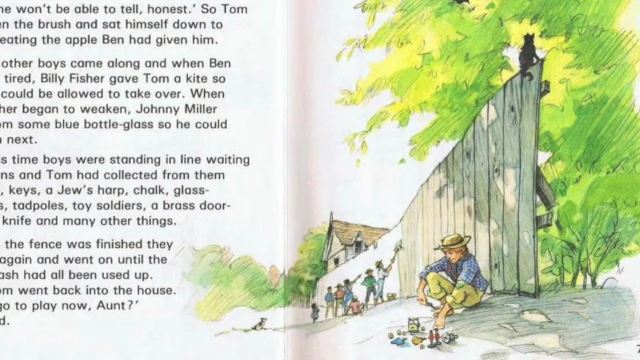 ne won't be able to tell, honest.' So Tom
en the brush and sat himself down to
eating the apple Ben had given him.
other boys came along and when Ben
tired, Billy Fisher gave Tom a kite so
could be allowed to take over. When
her began to weaken, Johnny Miller
om some blue bottle-glass so he could
n next.
is time boys were standing in line waiting
ns and Tom had collected from them
, keys, a Jew's harp, chalk, glass-
s, tadpoles, toy soldiers, a brass door-
knife and many other things.
the fence was finished they
again and went on until the
ash had all been used up.
om went back into the house.
go to play now, Aunt?'
d.